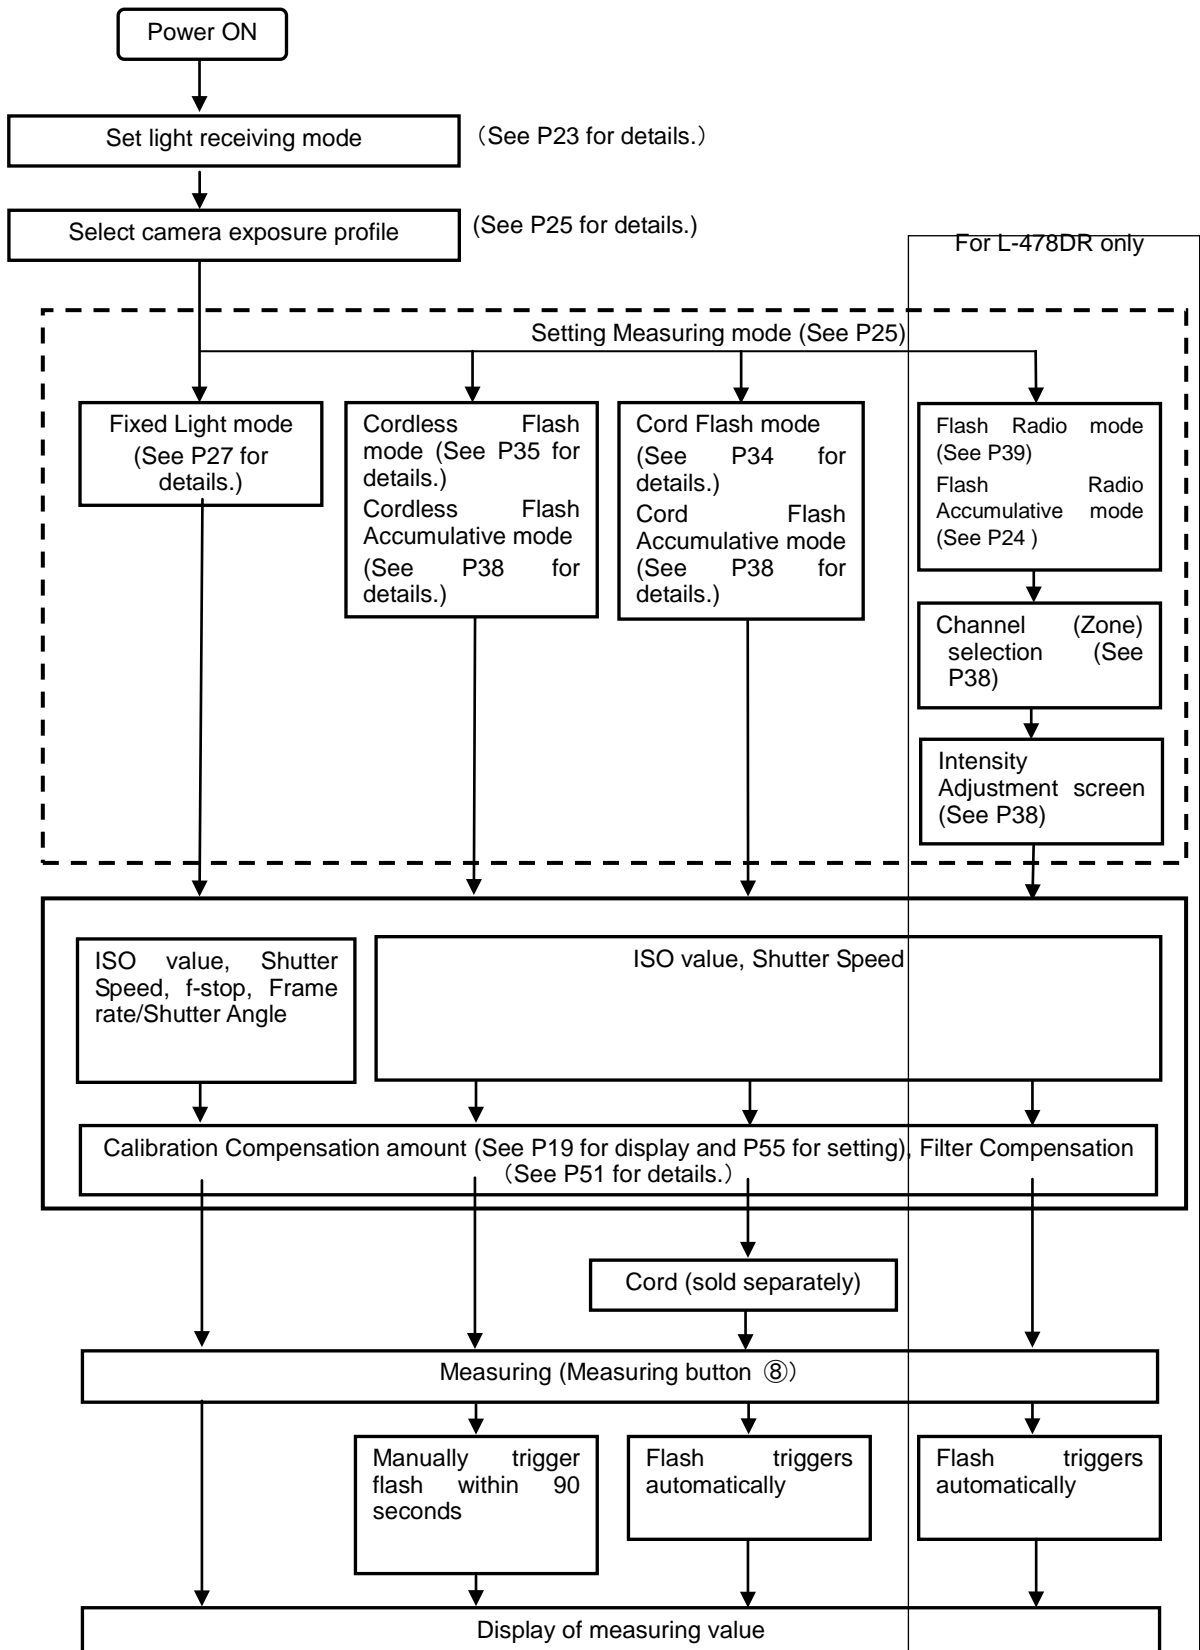 Power ON
Set light receiving mode
（See P23 for details.）
Select camera exposure profile
(See P25 for details.)
For L-478DR only
Setting Measuring mode (See P25)
Fixed Light mode
(See P27 for
details.)
Cordless Flash
mode (See P35 for
details.)
Cordless Flash
Accumulative mode
(See P38 for
details.)
Cord Flash mode
(See P34 for
details.)
Cord Flash
Accumulative mode
(See P38 for
details.)
Flash Radio mode
(See P39)
Flash Radio
Accumulative mode
(See P24 )
Channel (Zone)
selection (See
P38)
Intensity
Adjustment screen
(See P38)
ISO value, Shutter
Speed, f-stop, Frame
rate/Shutter Angle
ISO value, Shutter Speed
Calibration Compensation amount (See P19 for display and P55 for setting), Filter Compensation
（See P51 for details.）
Cord (sold separately)
Measuring (Measuring button ⑧）
Manually trigger
flash within 90
seconds
Flash triggers
automatically
Flash triggers
automatically
Display of measuring value